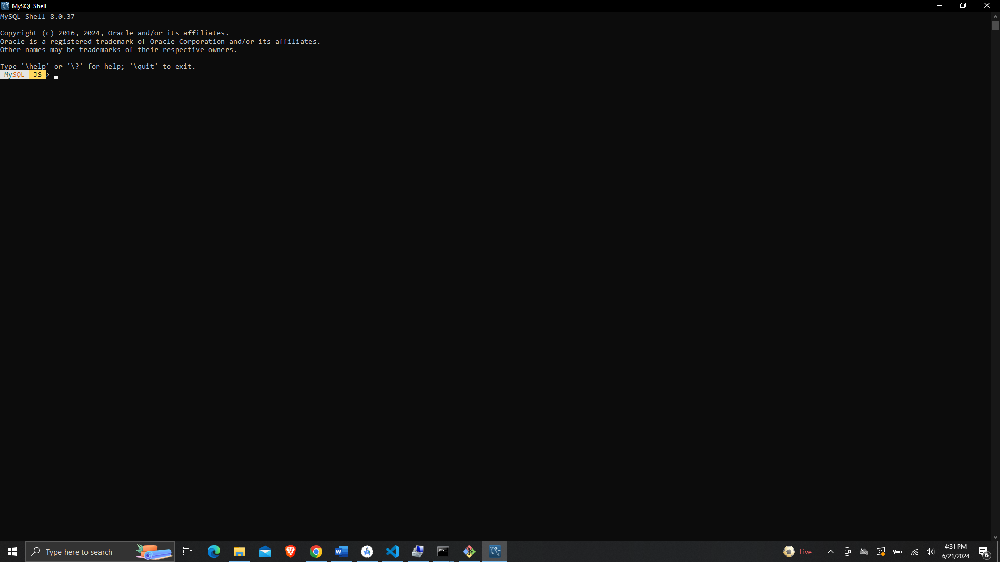 MySQL Shell
MySQL Shell 8.0.37
Copyright (c) 2016, 2024, Oracle and/or its affiliates.
Oracle is a registered trademark of Oracle Corporation and/or its affiliates.
Other names may be trademarks of their respective owners.
Type '\help' or '\?' for help; '\quit' to exit.
MySQL JS >
Type here to search
Live
4:31 PM
6/21/2024
6